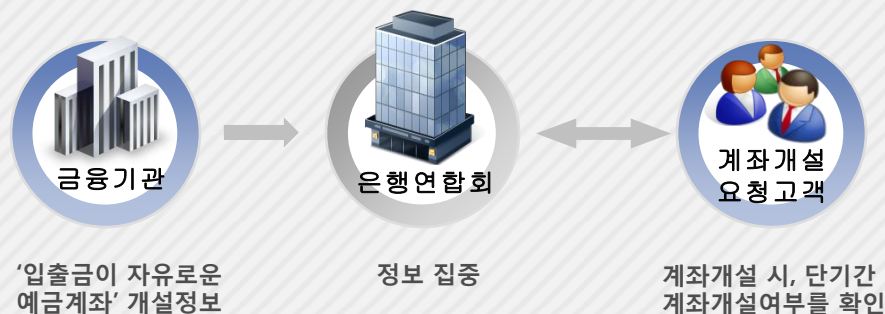 금융기관
은행연합회
계좌개설
요청고객
‘입출금이 자유로운
예금계좌’ 개설정보
정보 집중
계좌개설 시, 단기간
계좌개설여부를 확인